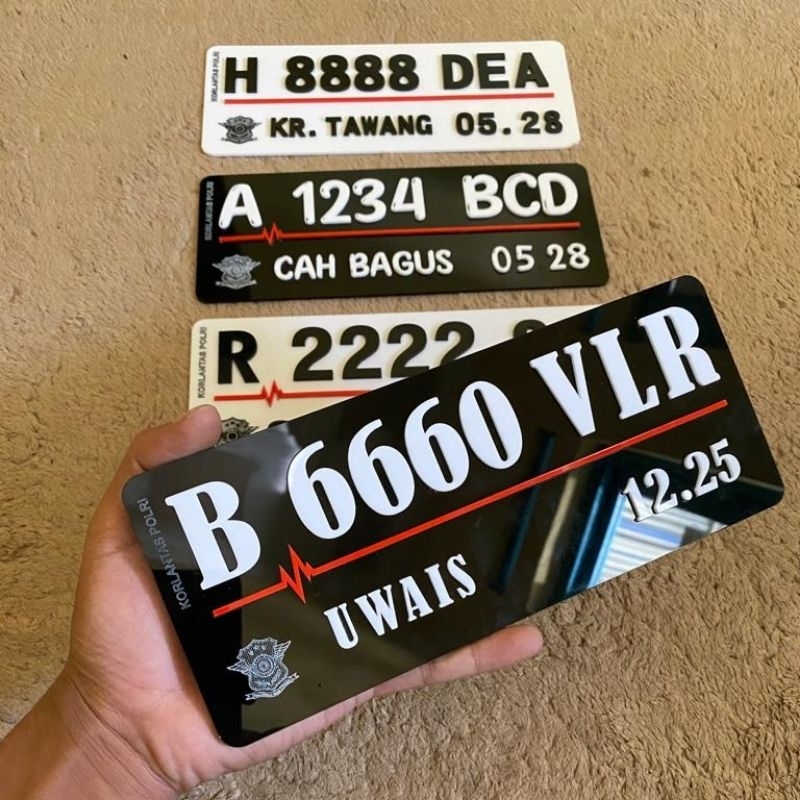 KORLANTAS POLRI
H 8888 DEA
KR. TAWANG 05.28
KORLANTAS POLRI
A 1234 BCD
CAH BAGUS 05 28
KORLANTAS POLRI
R 2222
KORLANTAS POLRI
B 6660 VLR
UWAIS 12.25